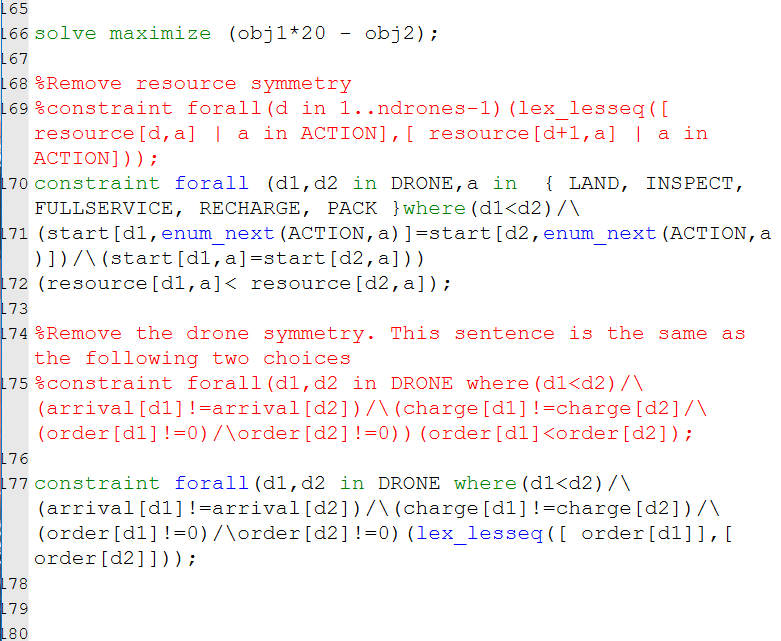 165
166 solve maximize (obj1*20 - obj2);
167
168 %Remove resource symmetry
169 %constraint forall(d in 1..ndrones-1)(lex_lesseq([
resource[d,a] | a in ACTION],[ resource[d+1,a] | a in
ACTION]));
170 constraint forall (d1,d2 in DRONE,a in  { LAND, INSPECT,
FULLSERVICE, RECHARGE, PACK }where(d1<d2)/\
171 (start[d1,enum_next(ACTION,a)]=start[d2,enum_next(ACTION,a
)])/\(start[d1,a]=start[d2,a]))
172 (resource[d1,a]< resource[d2,a]);
173
174 %Remove the drone symmetry. This sentence is the same as
the following two choices
175 %constraint forall(d1,d2 in DRONE where(d1<d2)/\
(arrival[d1]!=arrival[d2])/\(charge[d1]!=charge[d2]/\
(order[d1]!=0)/\order[d2]!=0))(order[d1]<order[d2]);
176
177 constraint forall(d1,d2 in DRONE where(d1<d2)/\
(arrival[d1]!=arrival[d2])/\(charge[d1]!=charge[d2])/\
(order[d1]!=0)/\order[d2]!=0)(lex_lesseq([ order[d1]],[
order[d2]]));
178
179
180